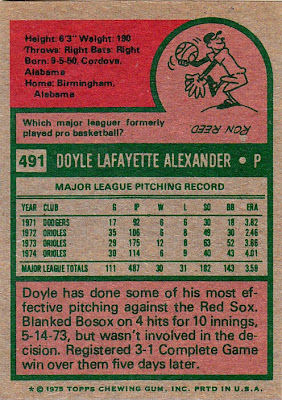 Height: 6'3" Weight: 190
Throws: Right Bats: Right
Born: 9-5-50, Cordova,
Alabama
Home: Birmingham,
Alabama
Which major leaguer formerly
played pro basketball?
RON REED
491 DOYLE LAFAYETTE ALEXANDER • P
MAJOR LEAGUE PITCHING RECORD
YEAR CLUB G IP W L SO BB ERA
1971 DODGERS 17 92 6 6 30 18 3.82
1972 ORIOLES 35 106 6 8 49 30 2.46
1973 ORIOLES 29 175 12 8 63 52 3.86
1974 ORIOLES 30 114 6 9 40 43 4.01
MAJOR LEAGUE TOTALS 111 487 30 31 182 143 3.59
Doyle has done some of his most ef-
fective pitching against the Red Sox.
Blanked Bosox on 4 hits for 10 innings,
5-14-73, but wasn't involved in the de-
cision. Registered 3-1 Complete Game
win over them five days later.
* © 1975 TOPPS CHEWING GUM, INC. PRTD IN U.S.A.